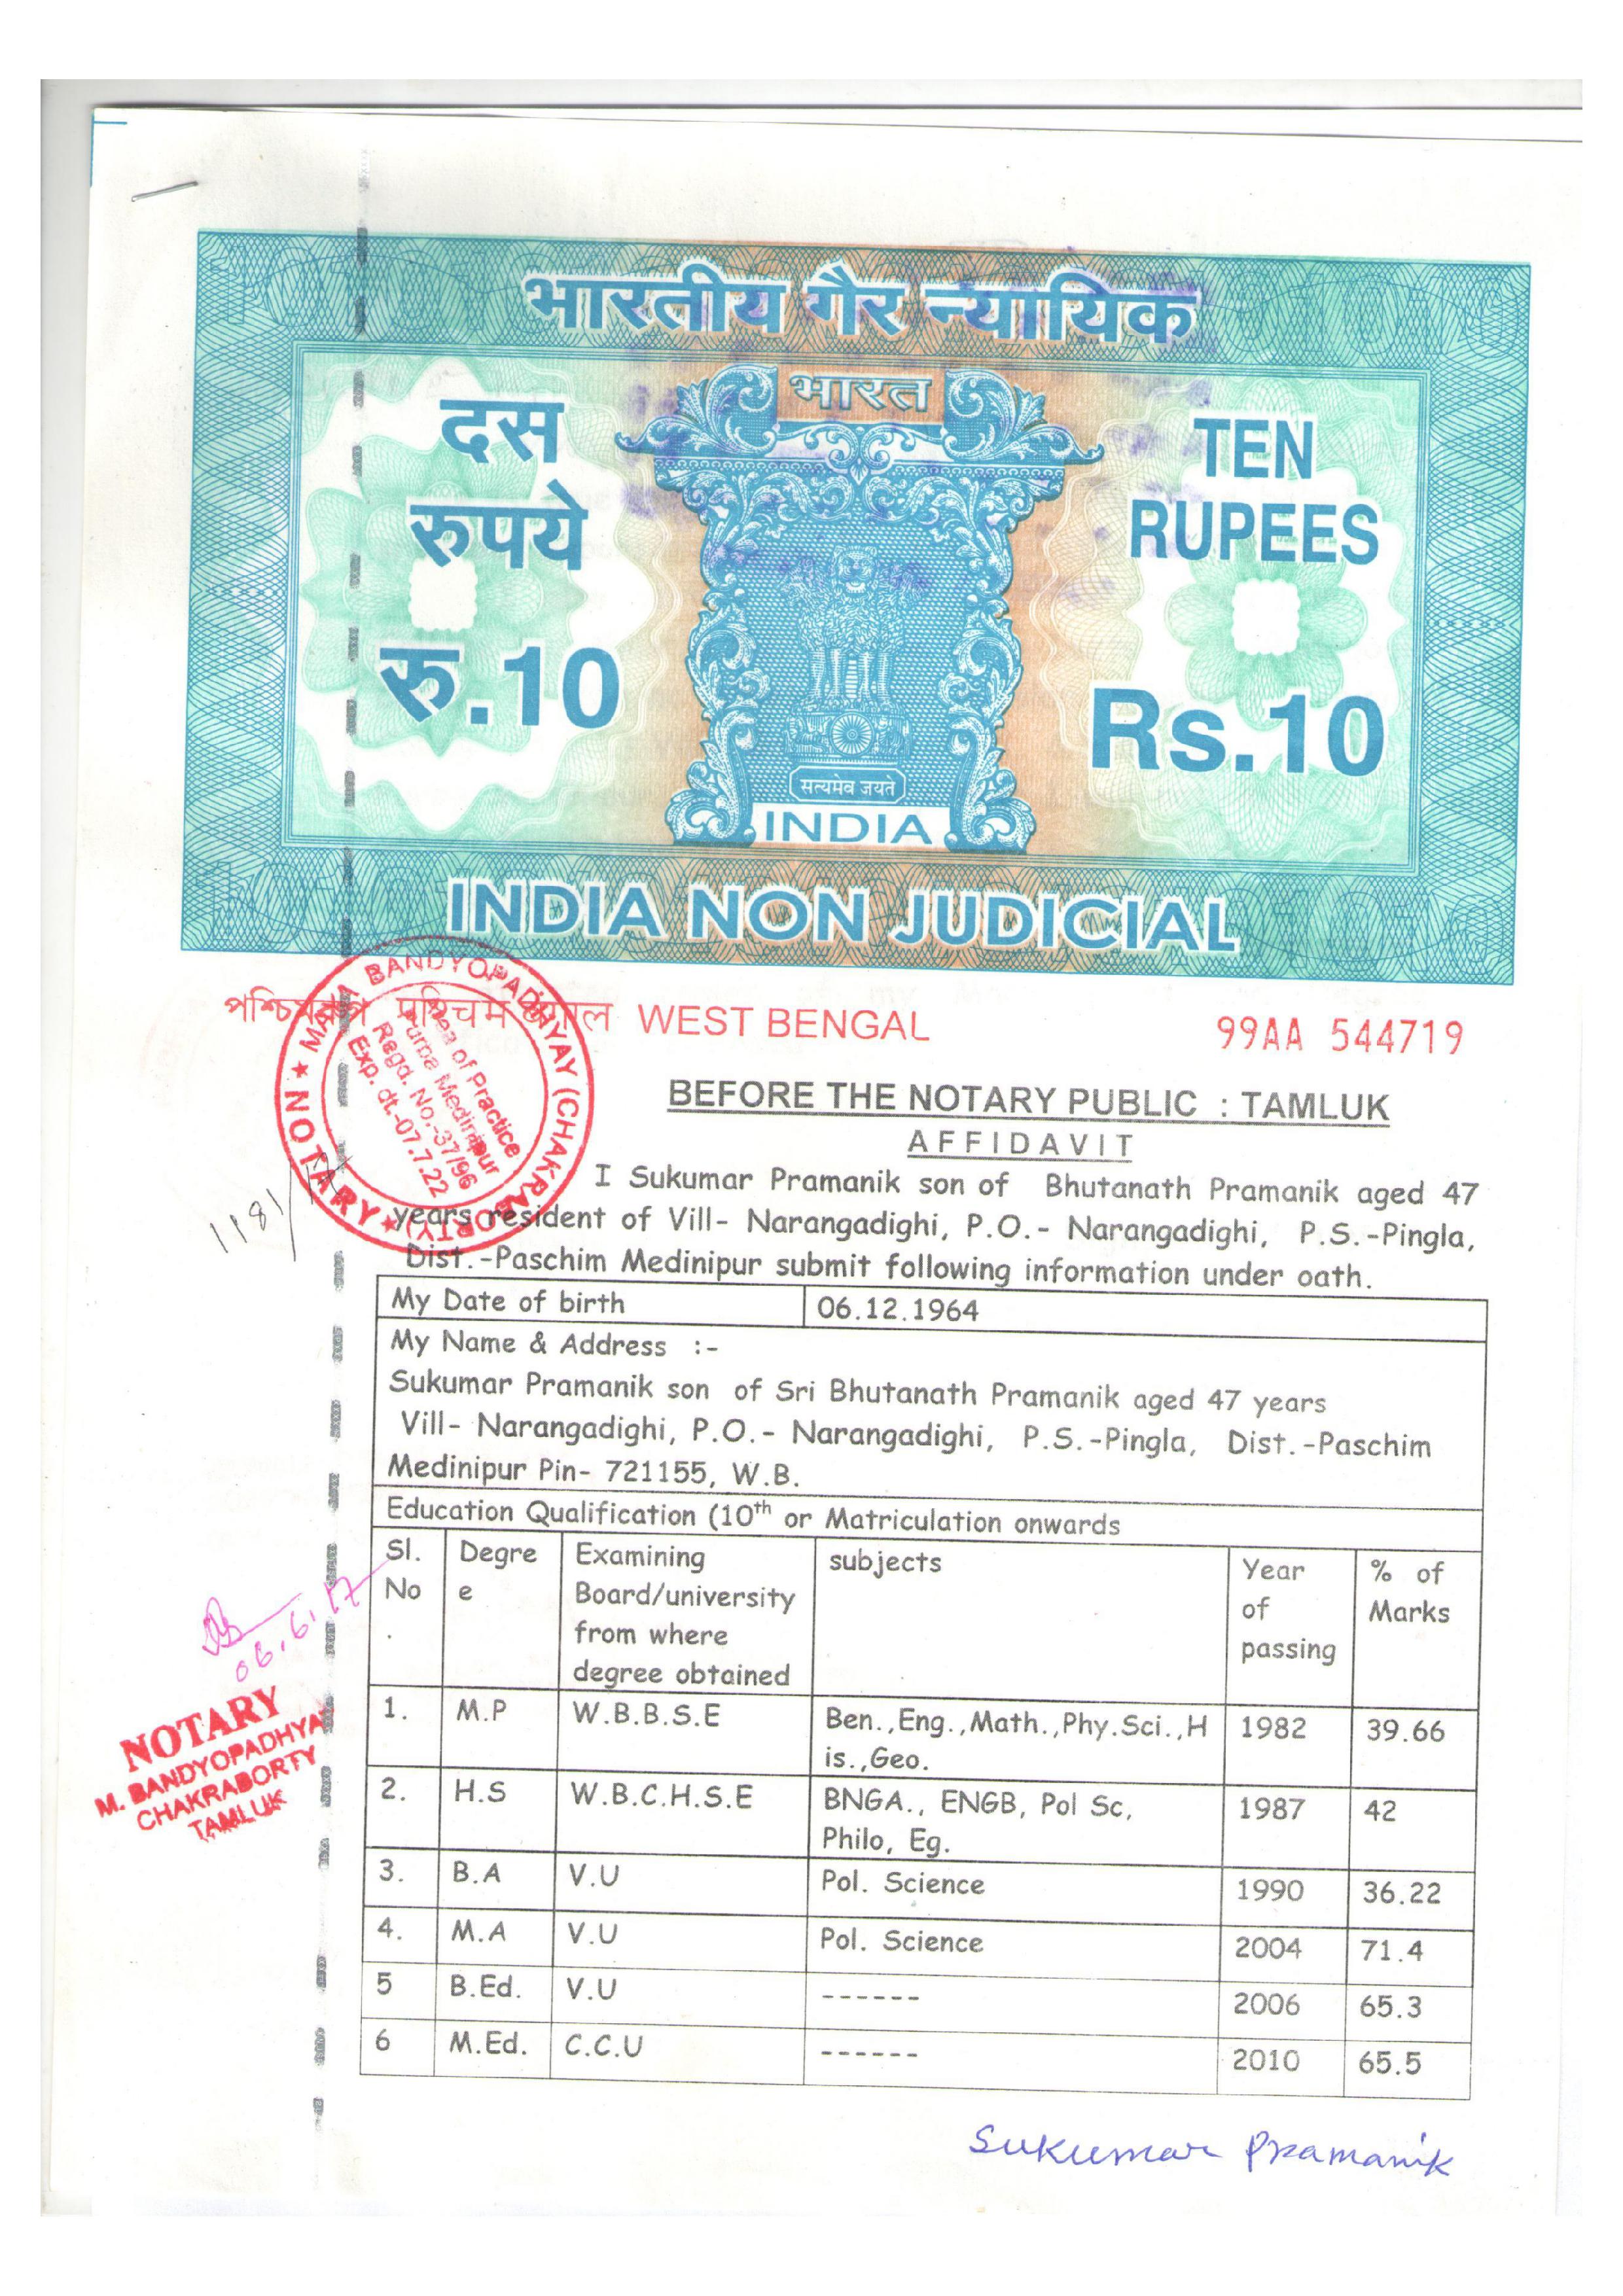 भारतीय गैर न्यायिक
भारत
दस
रुपये
रु.10
TEN
RUPEES
Rs.10
सत्यमेव जयते
INDIA
INDIA NON JUDICIAL
পশ্চিমবঙ্গ पश्चिम बंगाल WEST BENGAL
99AA 544719
★ MAYA BANDYOPADHYAY (CHAKRABORTY) ★ NOTARY
Area of Practice
Purba Medinipur
Regd. No.-37/96
Exp. dt.-07.7.22
1181/17
BEFORE THE NOTARY PUBLIC : TAMLUK
AFFIDAVIT
I Sukumar Pramanik son of Bhutanath Pramanik aged 47
years resident of Vill- Narangadighi, P.O.- Narangadighi, P.S.-Pingla,
Dist.-Paschim Medinipur submit following information under oath.
My Date of birth 06.12.1964
My Name & Address :-
Sukumar Pramanik son of Sri Bhutanath Pramanik aged 47 years
Vill- Narangadighi, P.O.- Narangadighi, P.S.-Pingla, Dist.-Paschim
Medinipur Pin- 721155, W.B.
Education Qualification (10th or Matriculation onwards
Sl. Degre Examining subjects Year % of
No e Board/university of Marks
. from where passing
degree obtained
1. M.P W.B.B.S.E Ben.,Eng.,Math.,Phy.Sci.,H 1982 39.66
is.,Geo.
2. H.S W.B.C.H.S.E BNGA., ENGB, Pol Sc, 1987 42
Philo, Eg.
3. B.A V.U Pol. Science 1990 36.22
4. M.A V.U Pol. Science 2004 71.4
5 B.Ed. V.U ------ 2006 65.3
6 M.Ed. C.C.U ------ 2010 65.5
06.6.17
NOTARY
M. BANDYOPADHYAY
CHAKRABORTY
TAMLUK
Sukumar Pramanik